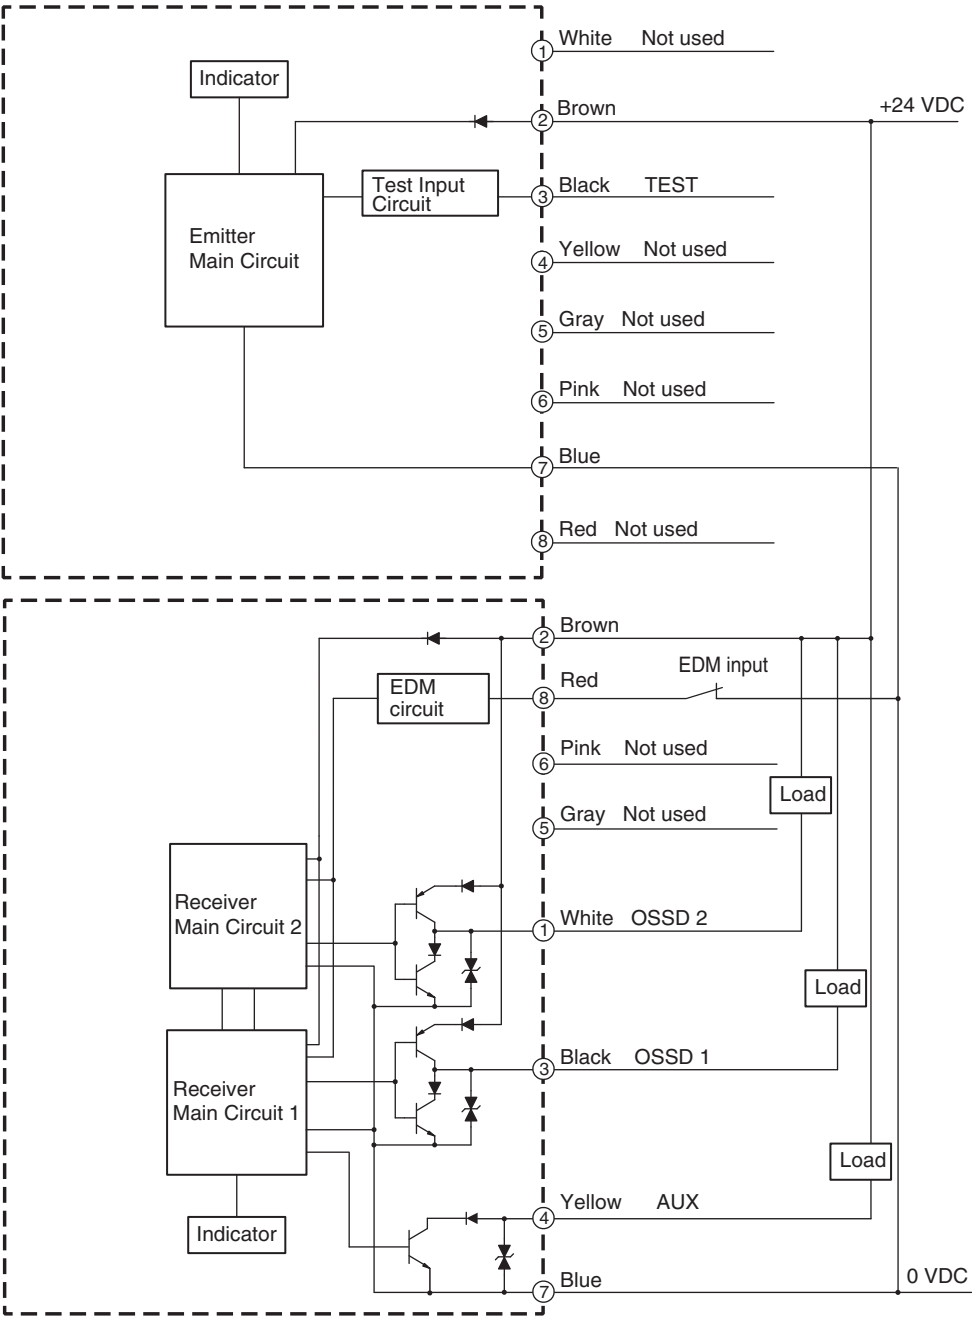 1 White Not used
Indicator
2 Brown +24 VDC
Test Input
Circuit
3 Black TEST
Emitter
Main Circuit
4 Yellow Not used
5 Gray Not used
6 Pink Not used
7 Blue
8 Red Not used
2 Brown
EDM input
EDM
circuit
8 Red
6 Pink Not used
Load
5 Gray Not used
Receiver
Main Circuit 2
1 White OSSD 2
Load
3 Black OSSD 1
Receiver
Main Circuit 1
Load
4 Yellow AUX
Indicator
7 Blue 0 VDC